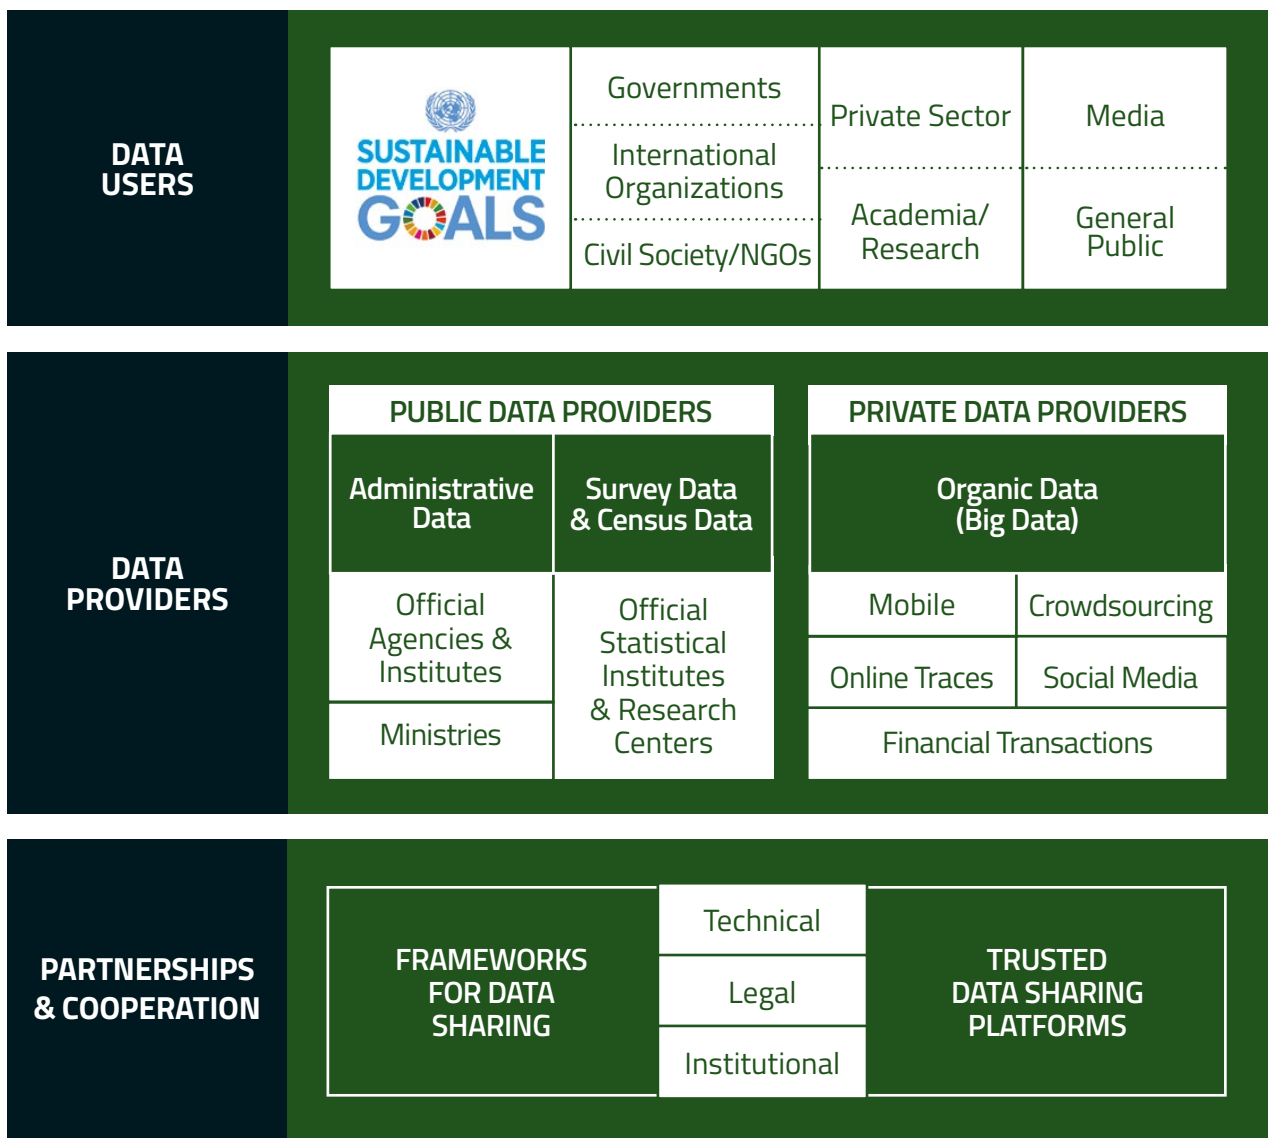 DATA
USERS
SUSTAINABLE
DEVELOPMENT
GOALS
Governments
International
Organizations
Civil Society/NGOs
Private Sector
Academia/
Research
Media
General
Public
DATA
PROVIDERS
PUBLIC DATA PROVIDERS
Administrative
Data
Survey Data
& Census Data
Official
Agencies &
Institutes
Ministries
Official
Statistical
Institutes
& Research
Centers
PRIVATE DATA PROVIDERS
Organic Data
(Big Data)
Mobile
Crowdsourcing
Online Traces
Social Media
Financial Transactions
PARTNERSHIPS
& COOPERATION
FRAMEWORKS
FOR DATA
SHARING
Technical
Legal
Institutional
TRUSTED
DATA SHARING
PLATFORMS